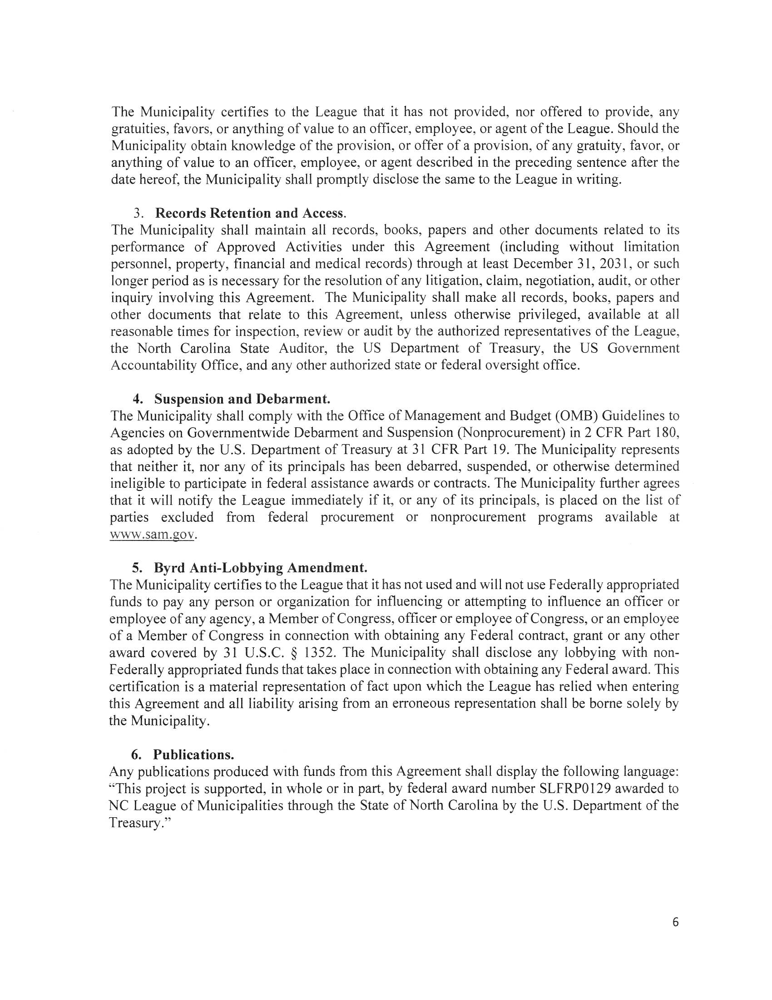 The Municipality certifies to the League that it has not provided, nor offered to provide, any
gratuities, favors, or anything of value to an officer, employee, or agent of the League. Should the
Municipality obtain knowledge of the provision, or offer of a provision, of any gratuity, favor, or
anything of value to an officer, employee, or agent described in the preceding sentence after the
date hereof, the Municipality shall promptly disclose the same to the League in writing.
3. Records Retention and Access.
The Municipality shall maintain all records, books, papers and other documents related to its
performance of Approved Activities under this Agreement (including without limitation
personnel, property, financial and medical records) through at least December 31, 2031, or such
longer period as is necessary for the resolution of any litigation, claim, negotiation, audit, or other
inquiry involving this Agreement. The Municipality shall make all records, books, papers and
other documents that relate to this Agreement, unless otherwise privileged, available at all
reasonable times for inspection, review or audit by the authorized representatives of the League,
the North Carolina State Auditor, the US Department of Treasury, the US Government
Accountability Office, and any other authorized state or federal oversight office.
4. Suspension and Debarment.
The Municipality shall comply with the Office of Management and Budget (OMB) Guidelines to
Agencies on Governmentwide Debarment and Suspension (Nonprocurement) in 2 CFR Part 180,
as adopted by the U.S. Department of Treasury at 31 CFR Part 19. The Municipality represents
that neither it, nor any of its principals has been debarred, suspended, or otherwise determined
ineligible to participate in federal assistance awards or contracts. The Municipality further agrees
that it will notify the League immediately if it, or any of its principals, is placed on the list of
parties excluded from federal procurement or nonprocurement programs available at
www.sam.gov.
5. Byrd Anti-Lobbying Amendment.
The Municipality certifies to the League that it has not used and will not use Federally appropriated
funds to pay any person or organization for influencing or attempting to influence an officer or
employee of any agency, a Member of Congress, officer or employee of Congress, or an employee
of a Member of Congress in connection with obtaining any Federal contract, grant or any other
award covered by 31 U.S.C. § 1352. The Municipality shall disclose any lobbying with non-
Federally appropriated funds that takes place in connection with obtaining any Federal award. This
certification is a material representation of fact upon which the League has relied when entering
this Agreement and all liability arising from an erroneous representation shall be borne solely by
the Municipality.
6. Publications.
Any publications produced with funds from this Agreement shall display the following language:
“This project is supported, in whole or in part, by federal award number SLFRP0129 awarded to
NC League of Municipalities through the State of North Carolina by the U.S. Department of the
Treasury.”
6